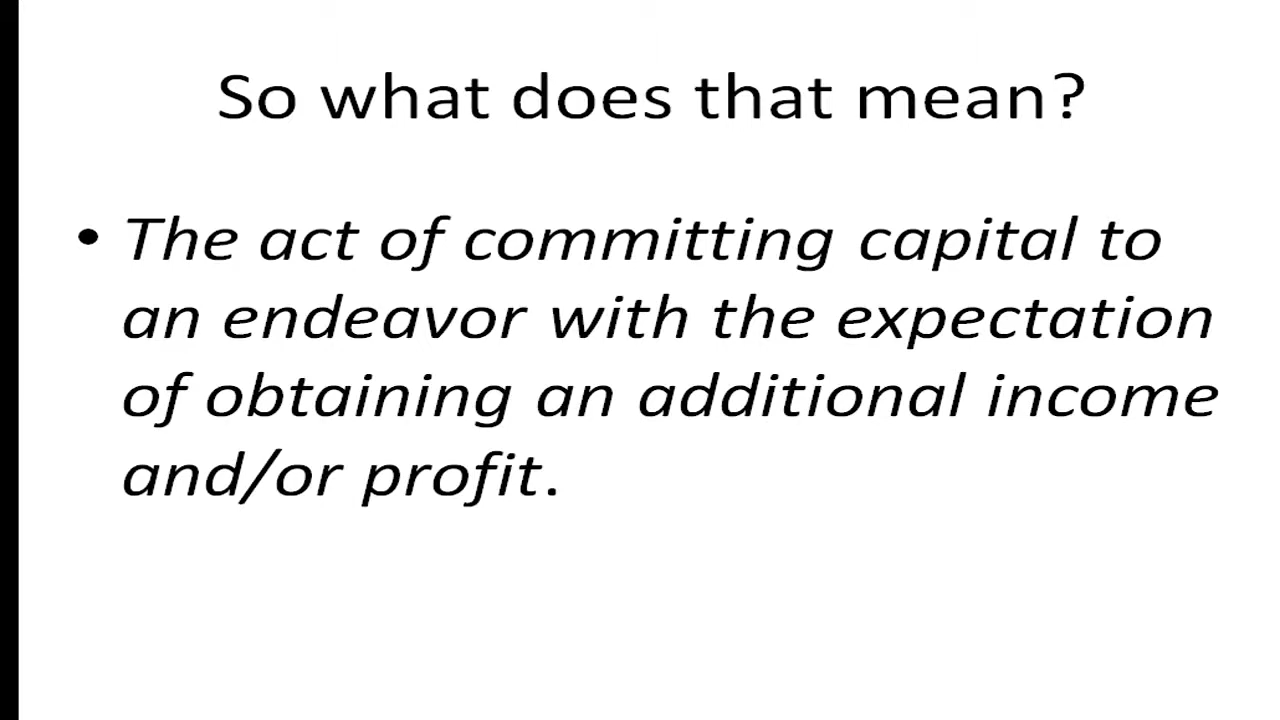 So what does that mean?
• The act of committing capital to
an endeavor with the expectation
of obtaining an additional income
and/or profit.